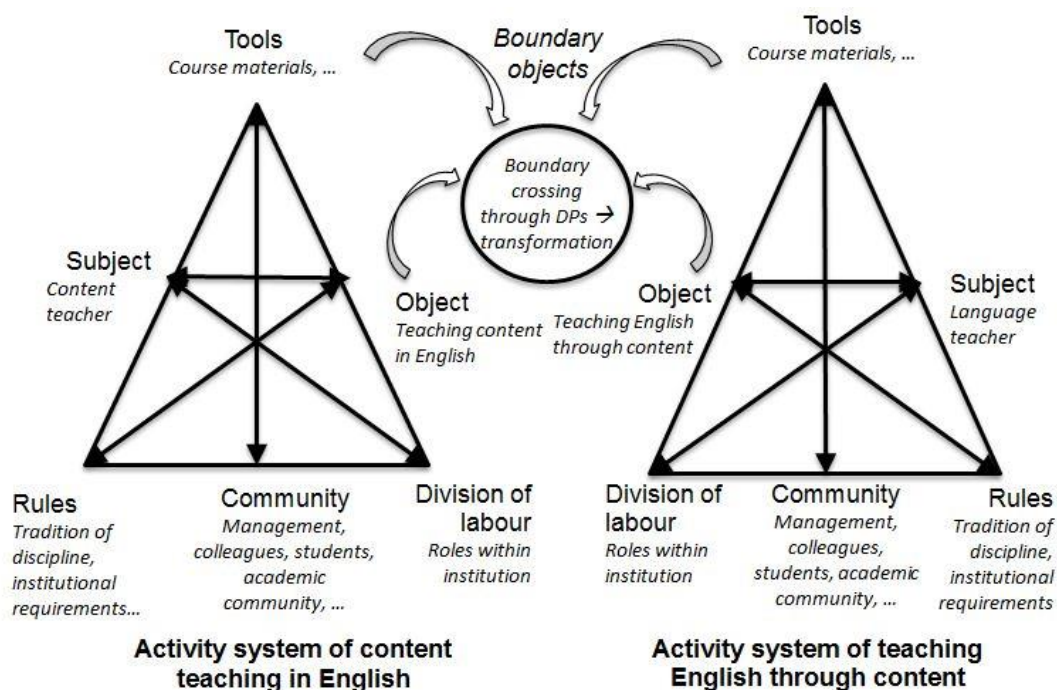 Tools
Course materials, …
Boundary
objects
Tools
Course materials, …
Boundary
crossing
through DPs →
transformation
Subject
Content
teacher
Object
Teaching content
in English
Object
Teaching English
through content
Subject
Language
teacher
Rules
Tradition of
discipline,
institutional
requirements…
Community
Management,
colleagues, students,
academic
community, …
Division of
labour
Roles within
institution
Division of
labour
Roles within
institution
Community
Management,
colleagues,
students, academic
community, …
Rules
Tradition of
discipline,
institutional
requirements
Activity system of content
teaching in English
Activity system of teaching
English through content